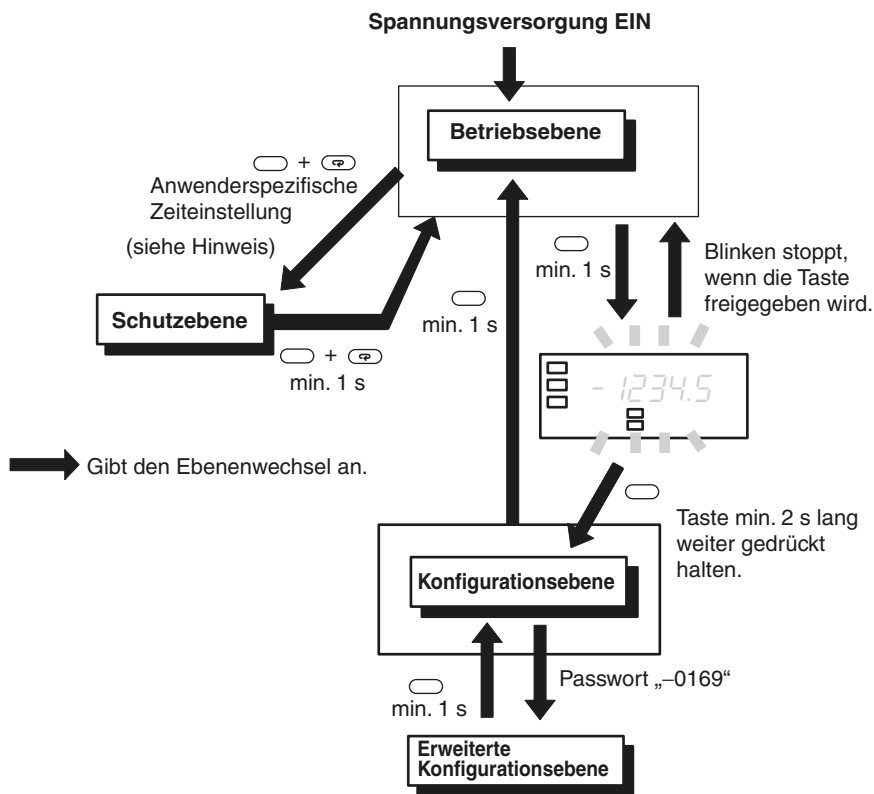 Spannungsversorgung EIN
Betriebsebene
+
Anwenderspezifische
Zeiteinstellung
(siehe Hinweis)
min. 1 s
Blinken stoppt,
wenn die Taste
freigegeben wird.
min. 1 s
Schutzebene
+
min. 1 s
-1234.5
Gibt den Ebenenwechsel an.
Taste min. 2 s lang
weiter gedrückt
halten.
Konfigurationsebene
Passwort „–0169“
min. 1 s
Erweiterte
Konfigurationsebene